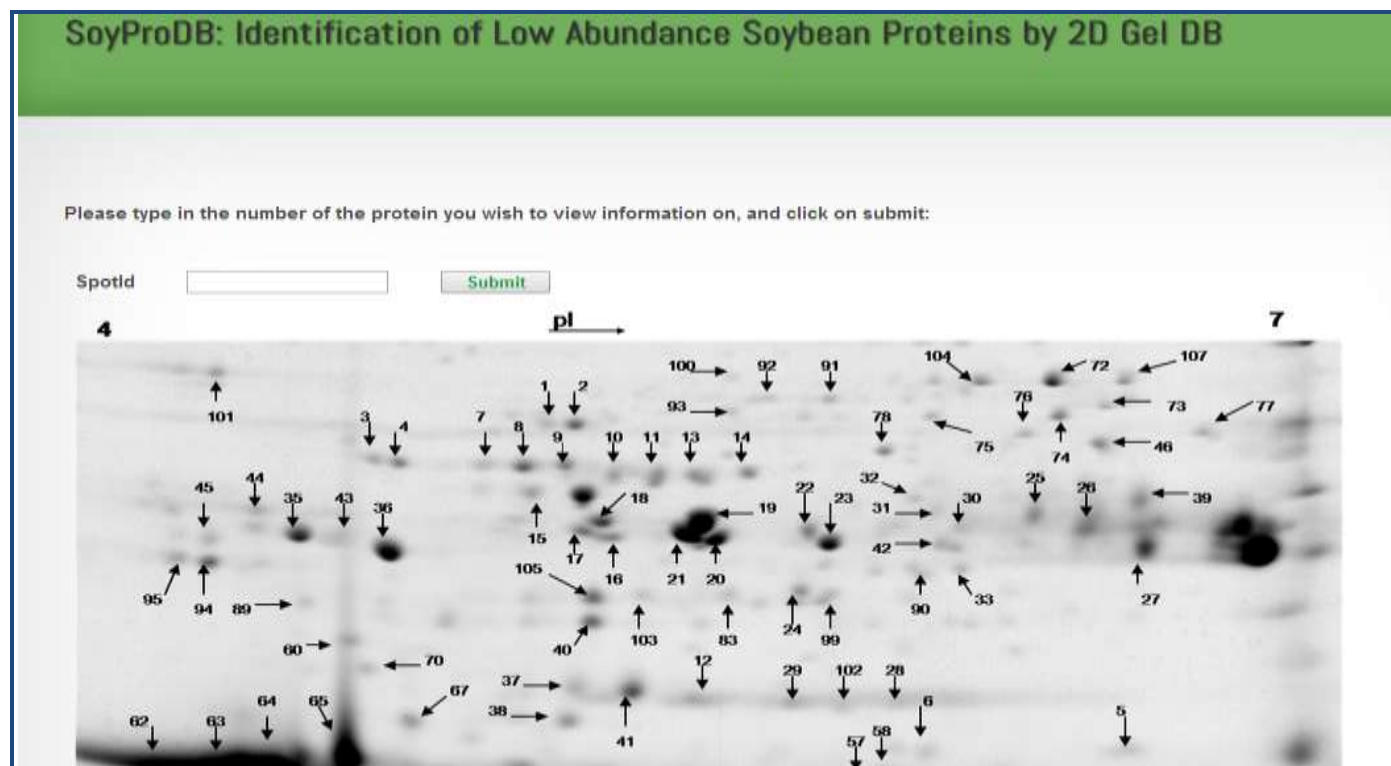 SoyProDB: Identification of Low Abundance Soybean Proteins by 2D Gel DB
Please type in the number of the protein you wish to view information on, and click on submit:
SpotId
Submit
4 pI 7
100 92 91 104 72 107
101 1 2 93 76 73 77
3 4 7 8 9 10 11 13 14 78 75 74 46
45 44 35 43 36 18 19 22 23 32 31 30 25 26 39
15 17 16 21 20 42
95 94 89 105 103 83 24 99 90 33 27
60 40
70 12 29 102 28
62 63 64 65 67 37 38 41 57 58 6 5